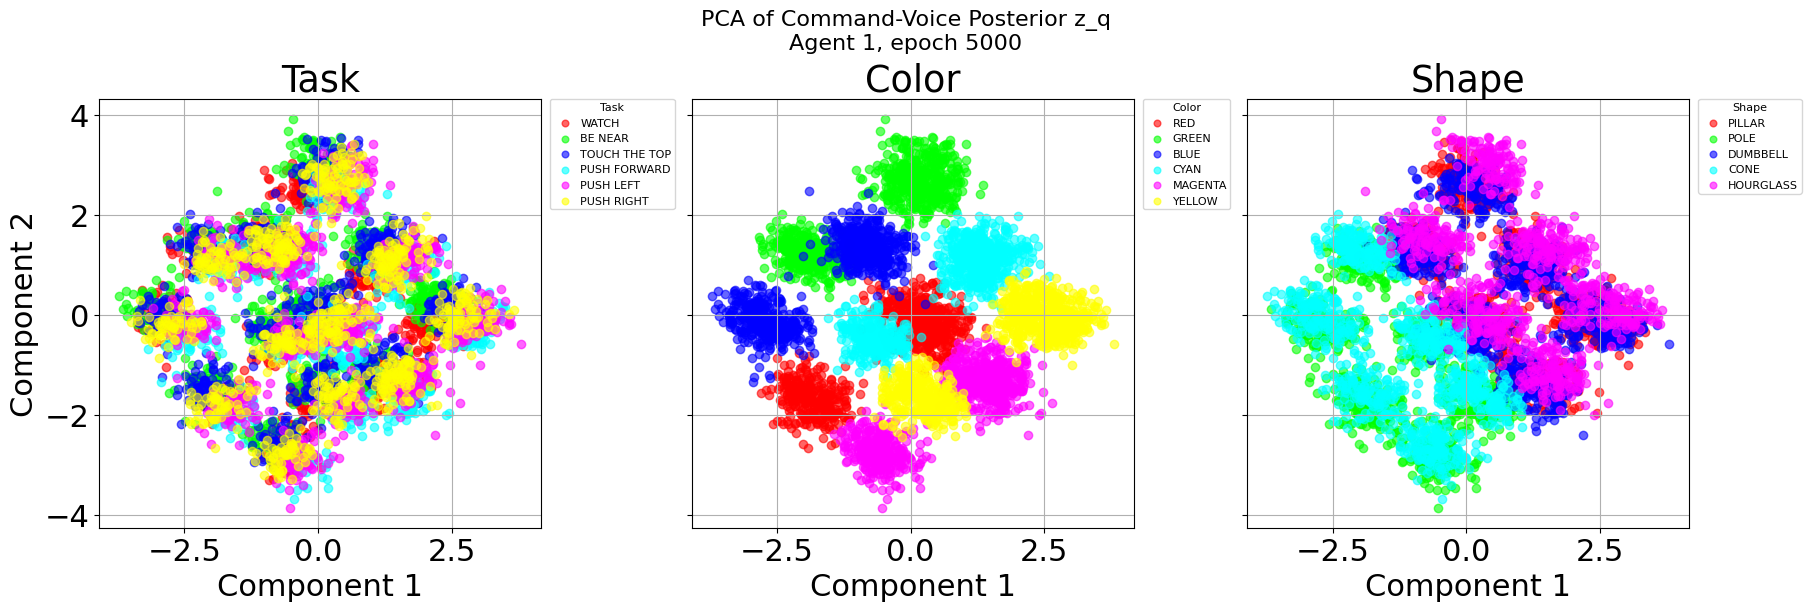 PCA of Command-Voice Posterior z_q
Agent 1, epoch 5000
Task
4
2
0
−2
−4
Component 2
−2.5 0.0 2.5
Component 1
Task
WATCH
BE NEAR
TOUCH THE TOP
PUSH FORWARD
PUSH LEFT
PUSH RIGHT
Color
−2.5 0.0 2.5
Component 1
Color
RED
GREEN
BLUE
CYAN
MAGENTA
YELLOW
Shape
−2.5 0.0 2.5
Component 1
Shape
PILLAR
POLE
DUMBBELL
CONE
HOURGLASS